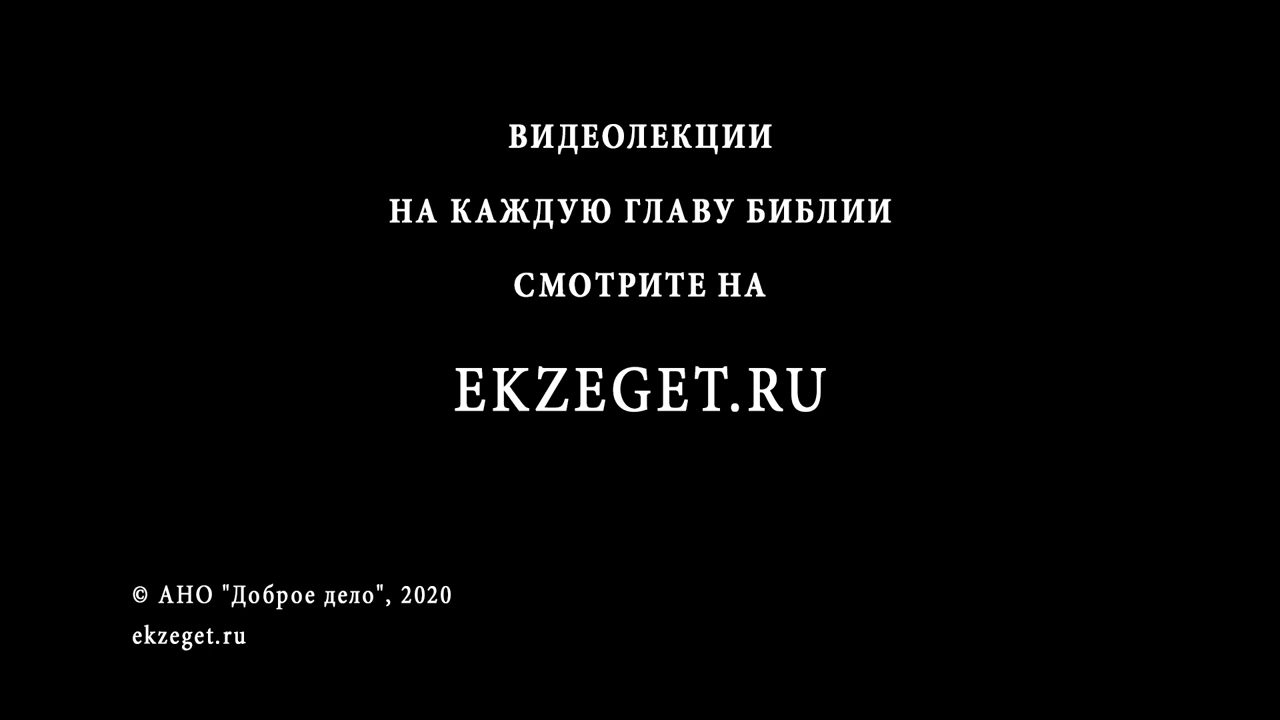 ВИДЕОЛЕКЦИИ
НА КАЖДУЮ ГЛАВУ БИБЛИИ
СМОТРИТЕ НА
EKZEGET.RU
© АНО "Доброе дело", 2020
ekzeget.ru